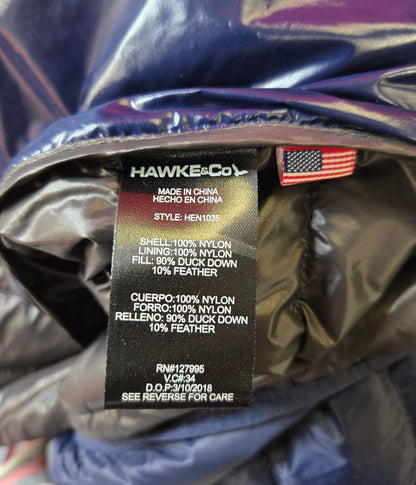 HAWKE&Co
MADE IN CHINA
HECHO EN CHINA
STYLE: HEN1035
SHELL:100% NYLON
LINING:100% NYLON
FILL: 90% DUCK DOWN
10% FEATHER
CUERPO:100% NYLON
FORRO:100% NYLON
RELLENO: 90% DUCK DOWN
10% FEATHER
RN#127995
V.C#:34
D.O.P:3/10/2018
SEE REVERSE FOR CARE